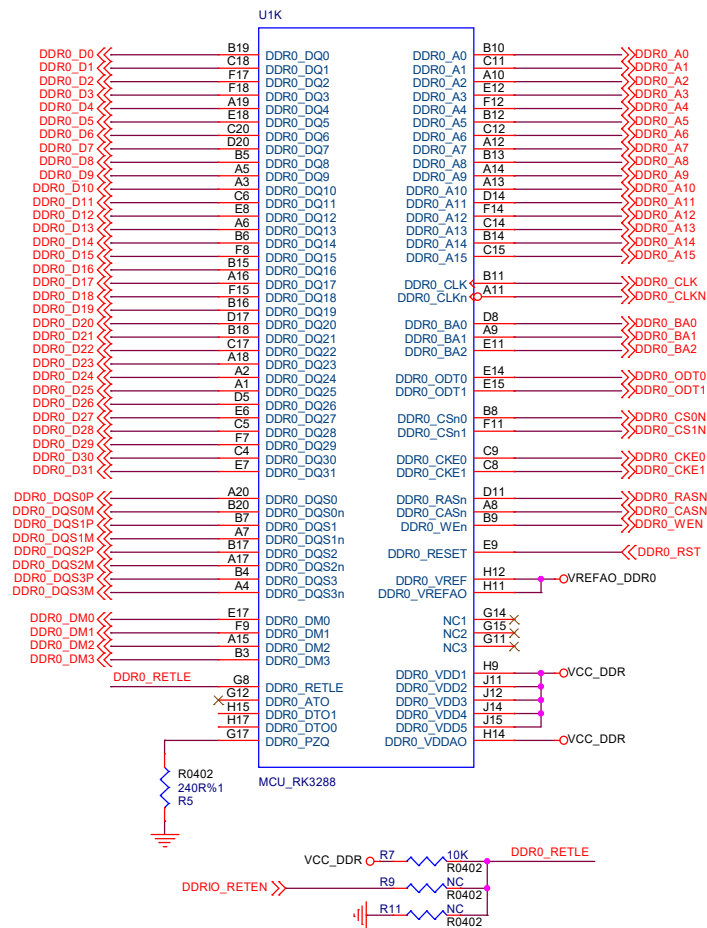 U1K
DDR0_D0 B19 DDR0_DQ0 DDR0_A0 B10 DDR0_A0
DDR0_D1 C18 DDR0_DQ1 DDR0_A1 C11 DDR0_A1
DDR0_D2 F17 DDR0_DQ2 DDR0_A2 A10 DDR0_A2
DDR0_D3 F18 DDR0_DQ3 DDR0_A3 E12 DDR0_A3
DDR0_D4 A19 DDR0_DQ4 DDR0_A4 F12 DDR0_A4
DDR0_D5 E18 DDR0_DQ5 DDR0_A5 B12 DDR0_A5
DDR0_D6 C20 DDR0_DQ6 DDR0_A6 C12 DDR0_A6
DDR0_D7 D20 DDR0_DQ7 DDR0_A7 A12 DDR0_A7
DDR0_D8 B5 DDR0_DQ8 DDR0_A8 B13 DDR0_A8
DDR0_D9 A5 DDR0_DQ9 DDR0_A9 A14 DDR0_A9
DDR0_D10 A3 DDR0_DQ10 DDR0_A10 A13 DDR0_A10
DDR0_D11 C6 DDR0_DQ11 DDR0_A11 D14 DDR0_A11
DDR0_D12 E8 DDR0_DQ12 DDR0_A12 F14 DDR0_A12
DDR0_D13 A6 DDR0_DQ13 DDR0_A13 C14 DDR0_A13
DDR0_D14 B6 DDR0_DQ14 DDR0_A14 B14 DDR0_A14
DDR0_D15 F8 DDR0_DQ15 DDR0_A15 C15 DDR0_A15
DDR0_D16 B15 DDR0_DQ16
DDR0_D17 A16 DDR0_DQ17 DDR0_CLK B11 DDR0_CLK
DDR0_D18 F15 DDR0_DQ18 DDR0_CLKn A11 DDR0_CLKN
DDR0_D19 B16 DDR0_DQ19
DDR0_D20 D17 DDR0_DQ20 DDR0_BA0 D8 DDR0_BA0
DDR0_D21 B18 DDR0_DQ21 DDR0_BA1 A9 DDR0_BA1
DDR0_D22 C17 DDR0_DQ22 DDR0_BA2 E11 DDR0_BA2
DDR0_D23 A18 DDR0_DQ23
DDR0_D24 A2 DDR0_DQ24 DDR0_ODT0 E14 DDR0_ODT0
DDR0_D25 A1 DDR0_DQ25 DDR0_ODT1 E15 DDR0_ODT1
DDR0_D26 D5 DDR0_DQ26
DDR0_D27 E6 DDR0_DQ27 DDR0_CSn0 B8 DDR0_CS0N
DDR0_D28 C5 DDR0_DQ28 DDR0_CSn1 F11 DDR0_CS1N
DDR0_D29 F7 DDR0_DQ29
DDR0_D30 C4 DDR0_DQ30 DDR0_CKE0 C9 DDR0_CKE0
DDR0_D31 E7 DDR0_DQ31 DDR0_CKE1 C8 DDR0_CKE1
DDR0_DQS0P A20 DDR0_DQS0 DDR0_RASn D11 DDR0_RASN
DDR0_DQS0M B20 DDR0_DQS0n DDR0_CASn A8 DDR0_CASN
DDR0_DQS1P B7 DDR0_DQS1 DDR0_WEn B9 DDR0_WEN
DDR0_DQS1M A7 DDR0_DQS1n
DDR0_DQS2P B17 DDR0_DQS2 DDR0_RESET E9 DDR0_RST
DDR0_DQS2M A17 DDR0_DQS2n
DDR0_DQS3P B4 DDR0_DQS3 DDR0_VREF H12 VREFAO_DDR0
DDR0_DQS3M A4 DDR0_DQS3n DDR0_VREFAO H11
DDR0_DM0 E17 DDR0_DM0 NC1 G14
DDR0_DM1 F9 DDR0_DM1 NC2 G15
DDR0_DM2 A15 DDR0_DM2 NC3 G11
DDR0_DM3 B3 DDR0_DM3
DDR0_VDD1 H9 VCC_DDR
DDR0_RETLE G8 DDR0_RETLE DDR0_VDD2 J11
G12 DDR0_ATO DDR0_VDD3 J12
H15 DDR0_DTO1 DDR0_VDD4 J14
H17 DDR0_DTO0 DDR0_VDD5 J15
G17 DDR0_PZQ DDR0_VDDAO H14 VCC_DDR
R0402
240R%1
R5
MCU_RK3288
VCC_DDR R7 10K DDR0_RETLE
R0402
DDRIO_RETEN R9 NC
R0402
R11 NC
R0402